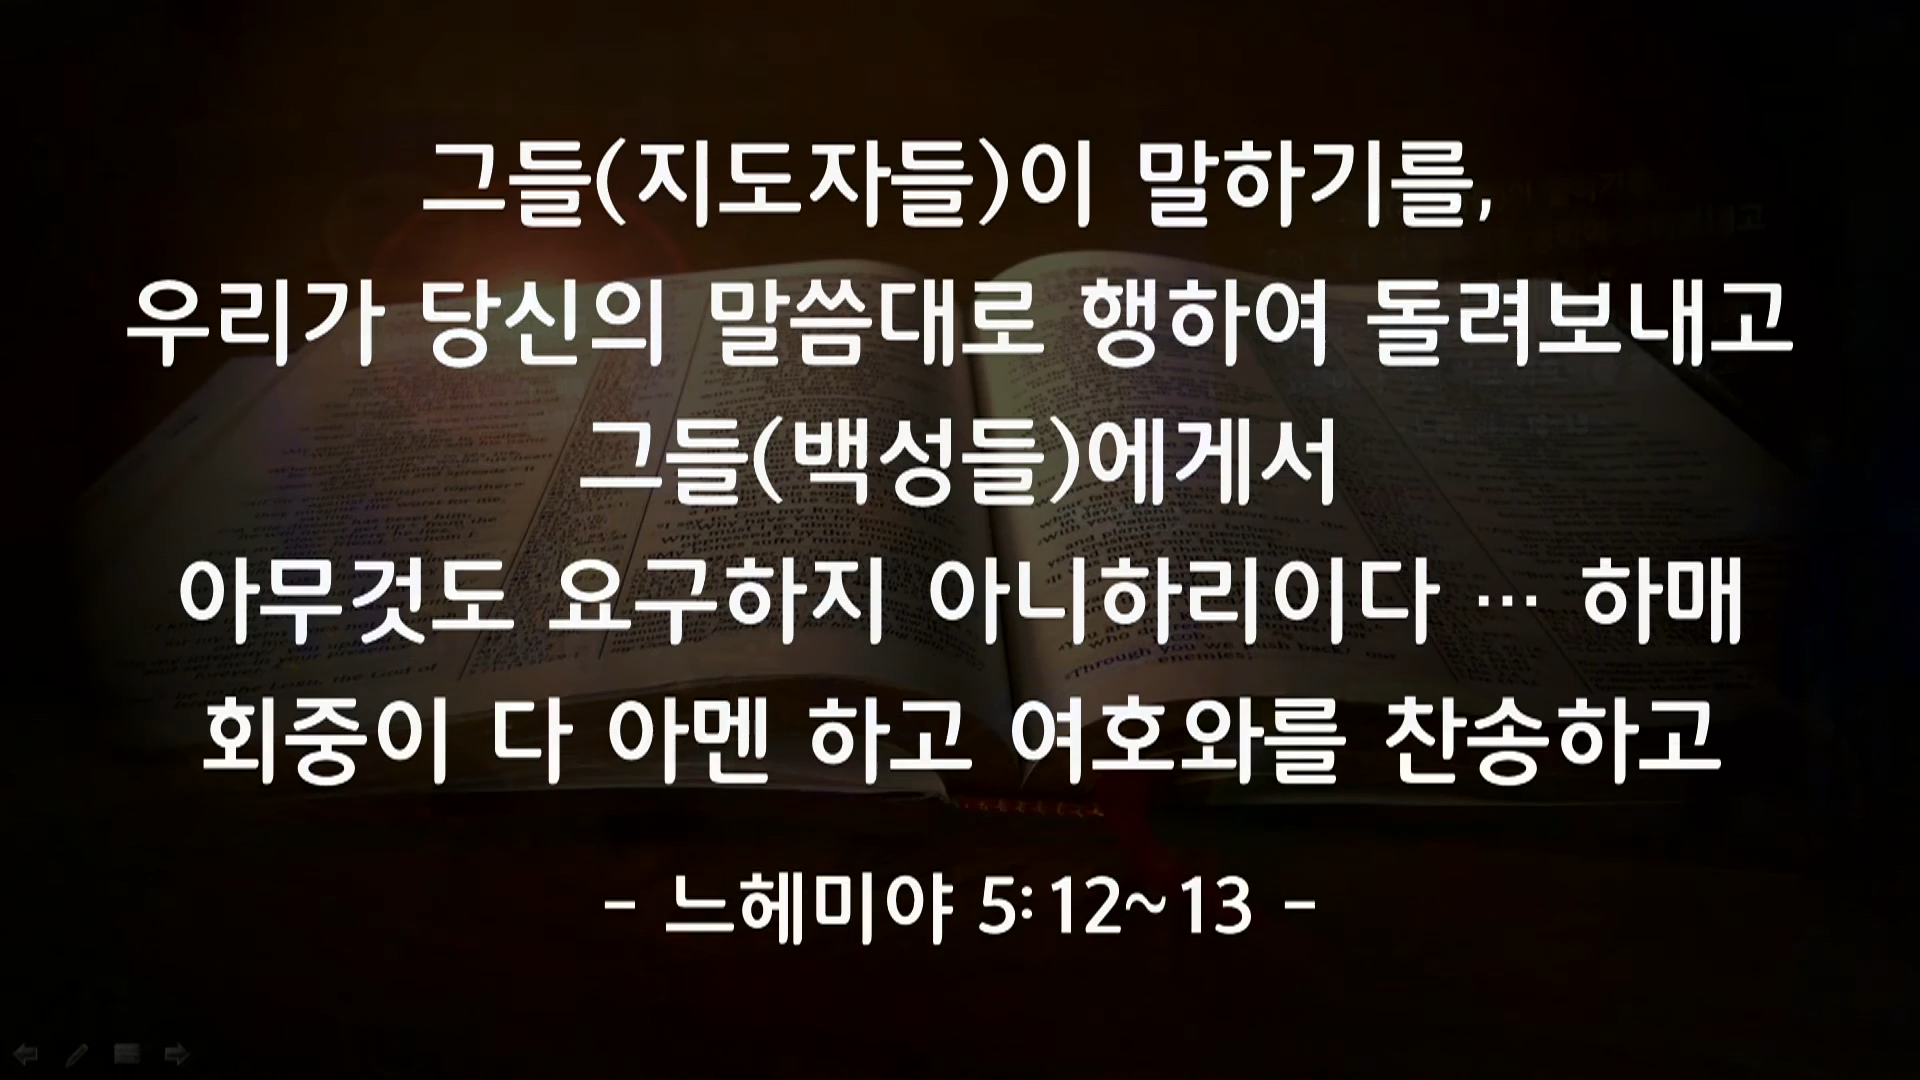 그들(지도자들)이 말하기를,
우리가 당신의 말씀대로 행하여 돌려보내고
그들(백성들)에게서
아무것도 요구하지 아니하리이다 … 하매
회중이 다 아멘 하고 여호와를 찬송하고
- 느헤미야 5:12~13 -